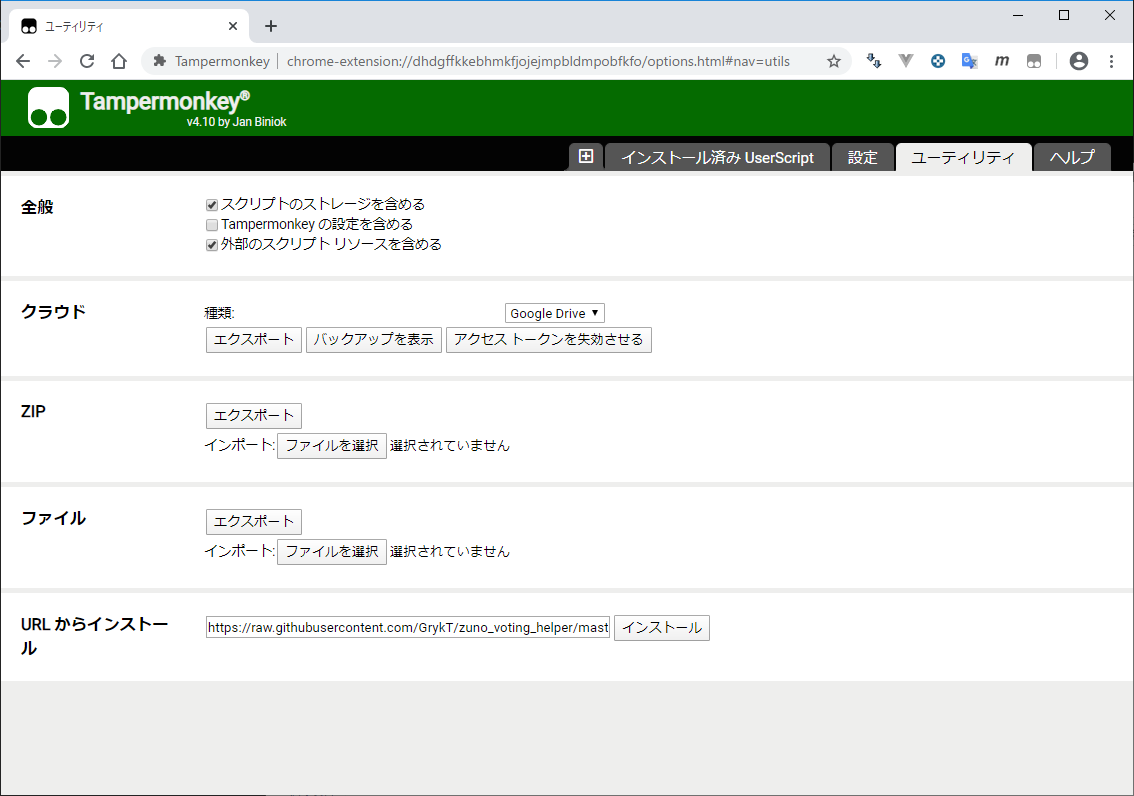 ユーティリティ
Tampermonkey chrome-extension://dhdgffkkebhmkfjojejmpbldmpobfkfo/options.html#nav=utils
m
Tampermonkey®
v4.10 by Jan Biniok
インストール済み UserScript 設定 ユーティリティ ヘルプ
全般
スクリプトのストレージを含める
Tampermonkey の設定を含める
外部のスクリプト リソースを含める
クラウド
種類: Google Drive
エクスポート バックアップを表示 アクセス トークンを失効させる
ZIP
エクスポート
インポート: ファイルを選択 選択されていません
ファイル
エクスポート
インポート: ファイルを選択 選択されていません
URL からインストー
ル
https://raw.githubusercontent.com/GrykT/zuno_voting_helper/mast インストール